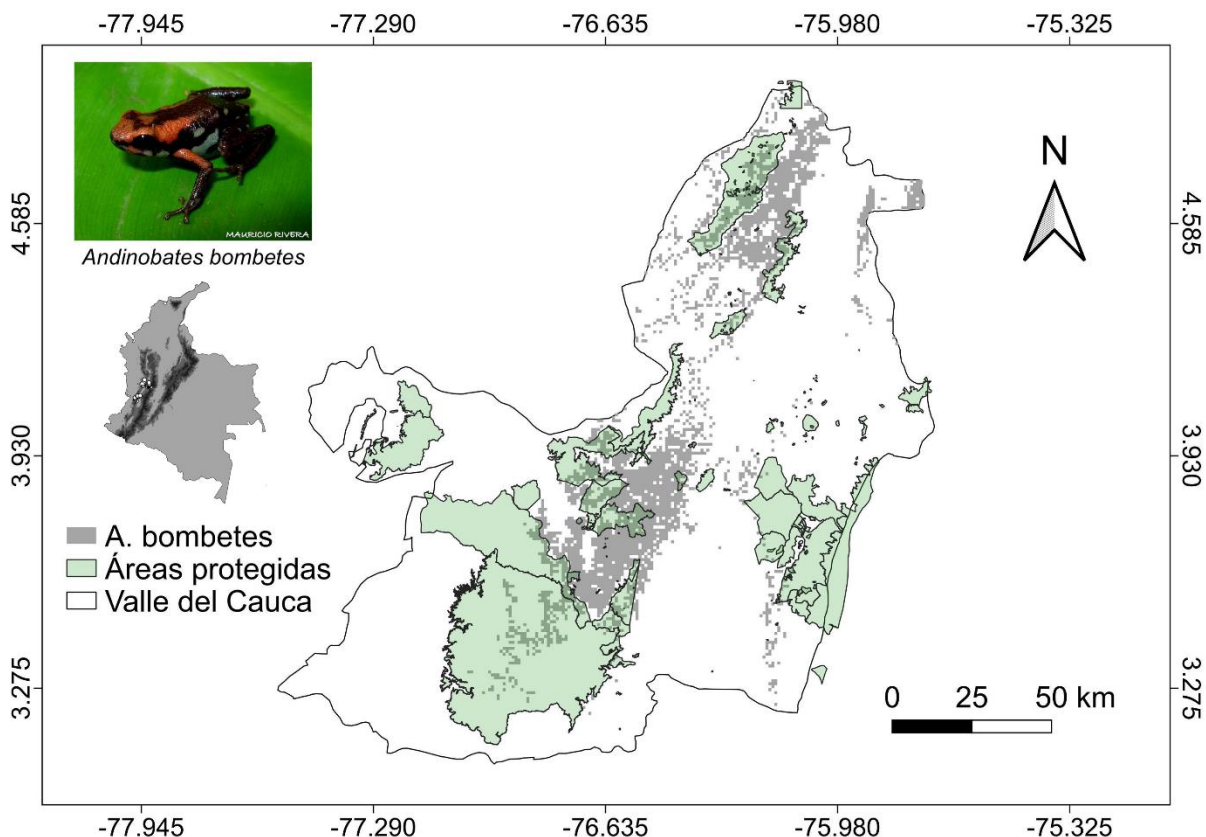 -77.945 -77.290 -76.635 -75.980 -75.325
MAURICIO RIVERA
Andinobates bombetes
N
4.585
4.585
3.930
3.930
3.275
3.275
A. bombetes
Áreas protegidas
Valle del Cauca
0 25 50 km
-77.945 -77.290 -76.635 -75.980 -75.325